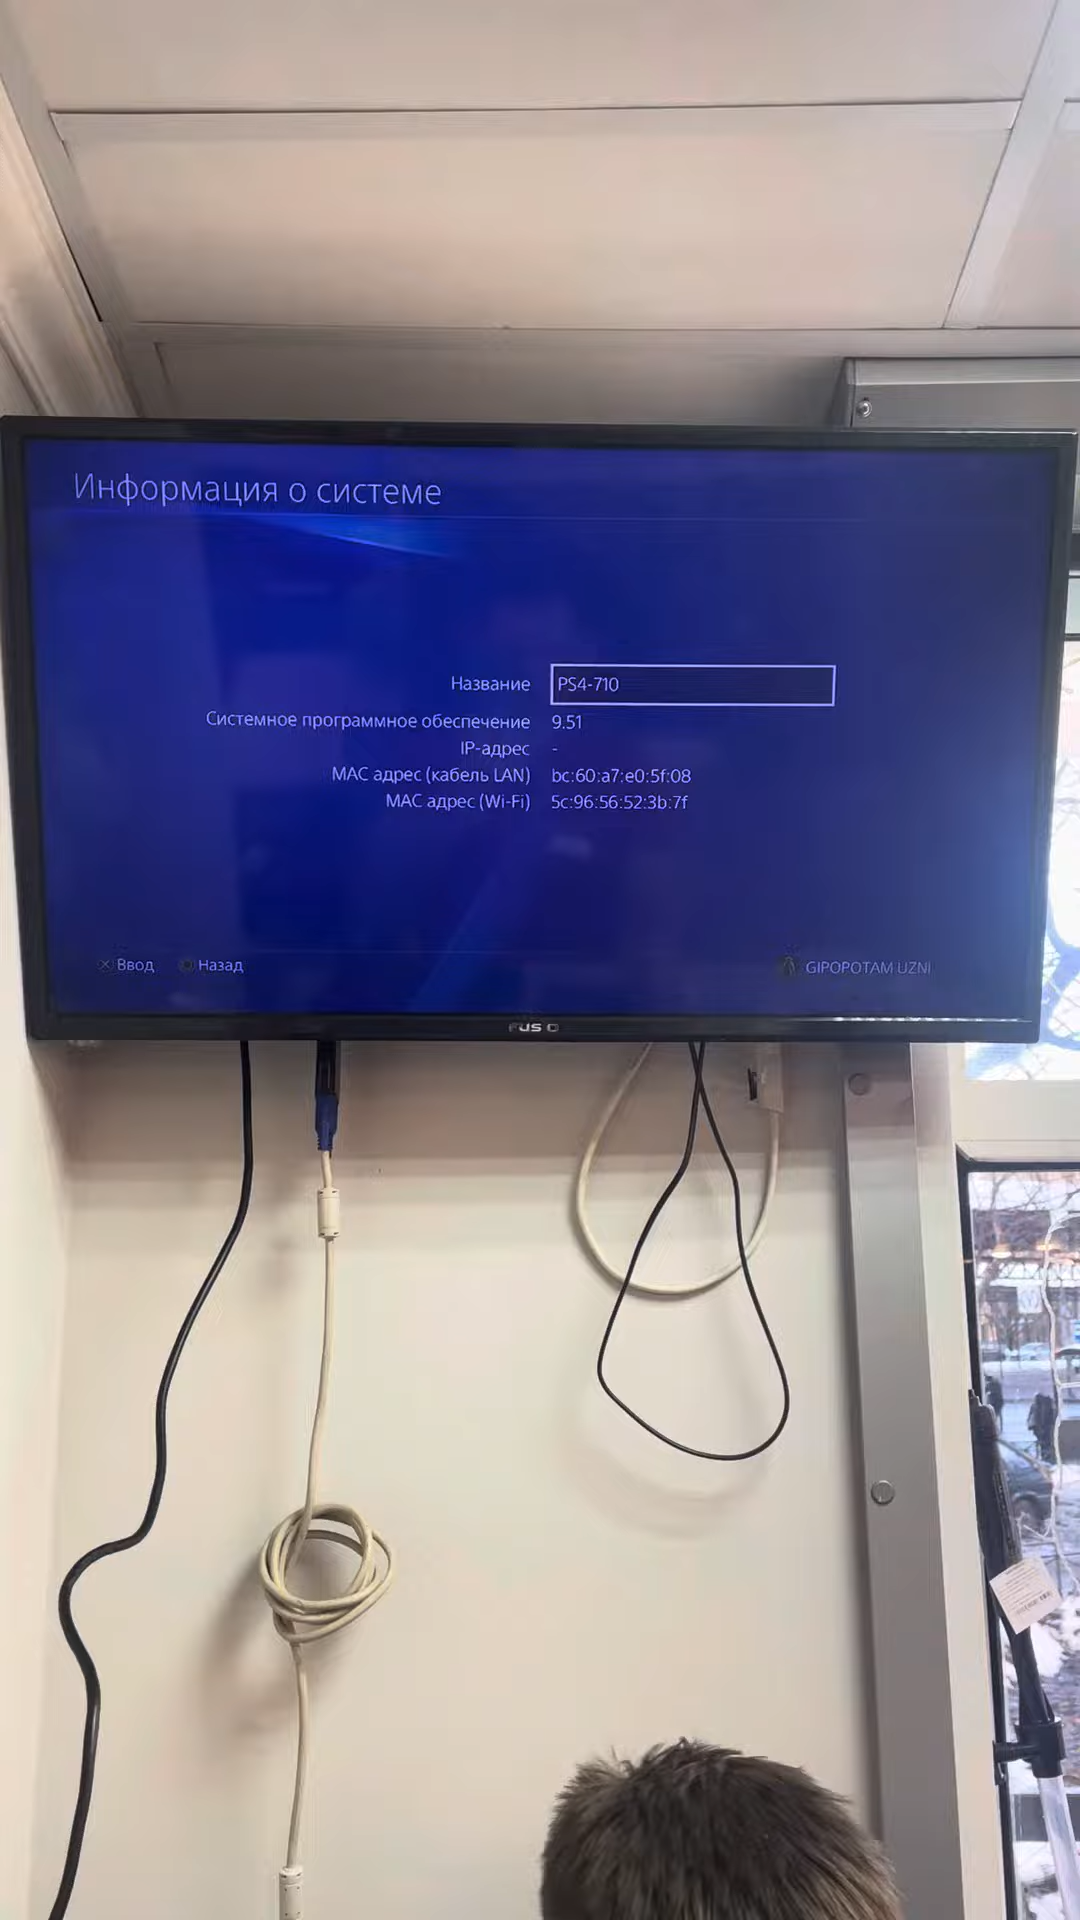 Информация о системе
Название PS4-710
Системное программное обеспечение 9.51
IP-адрес -
MAC адрес (кабель LAN) bc:60:a7:e0:5f:08
MAC адрес (Wi-Fi) 5c:96:56:52:3b:7f
Ввод Назад GIPOPOTAM UZNI